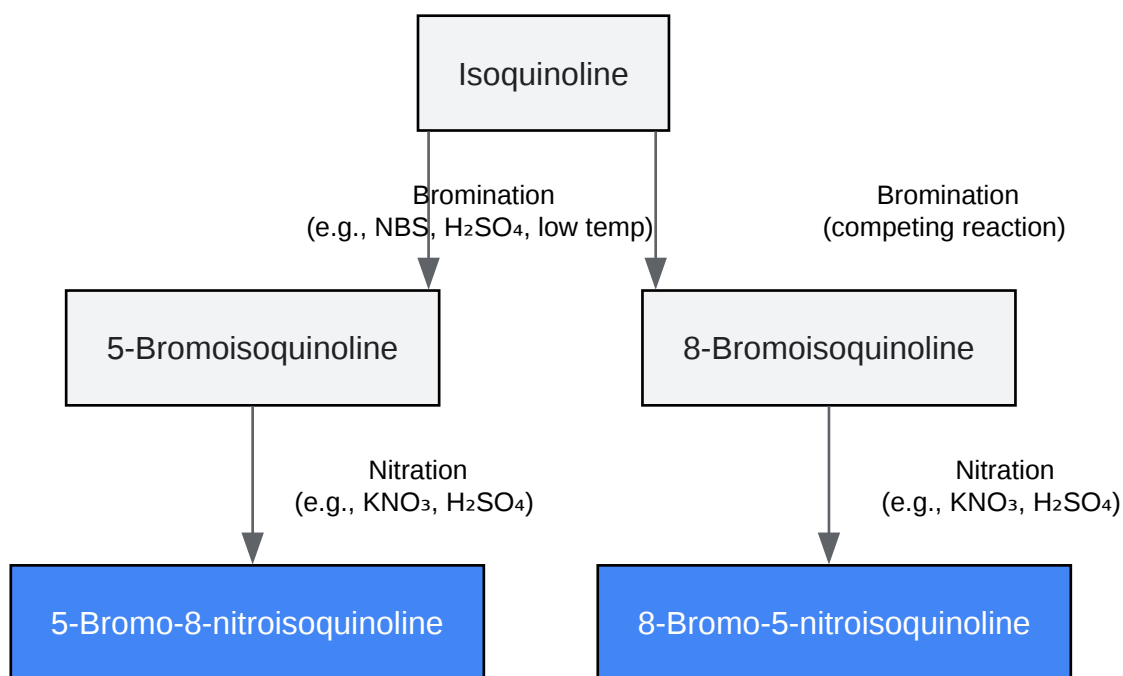 Isoquinoline
Bromination
(e.g., NBS, H₂SO₄, low temp)
Bromination
(competing reaction)
5-Bromoisoquinoline
8-Bromoisoquinoline
Nitration
(e.g., KNO₃, H₂SO₄)
Nitration
(e.g., KNO₃, H₂SO₄)
5-Bromo-8-nitroisoquinoline
8-Bromo-5-nitroisoquinoline